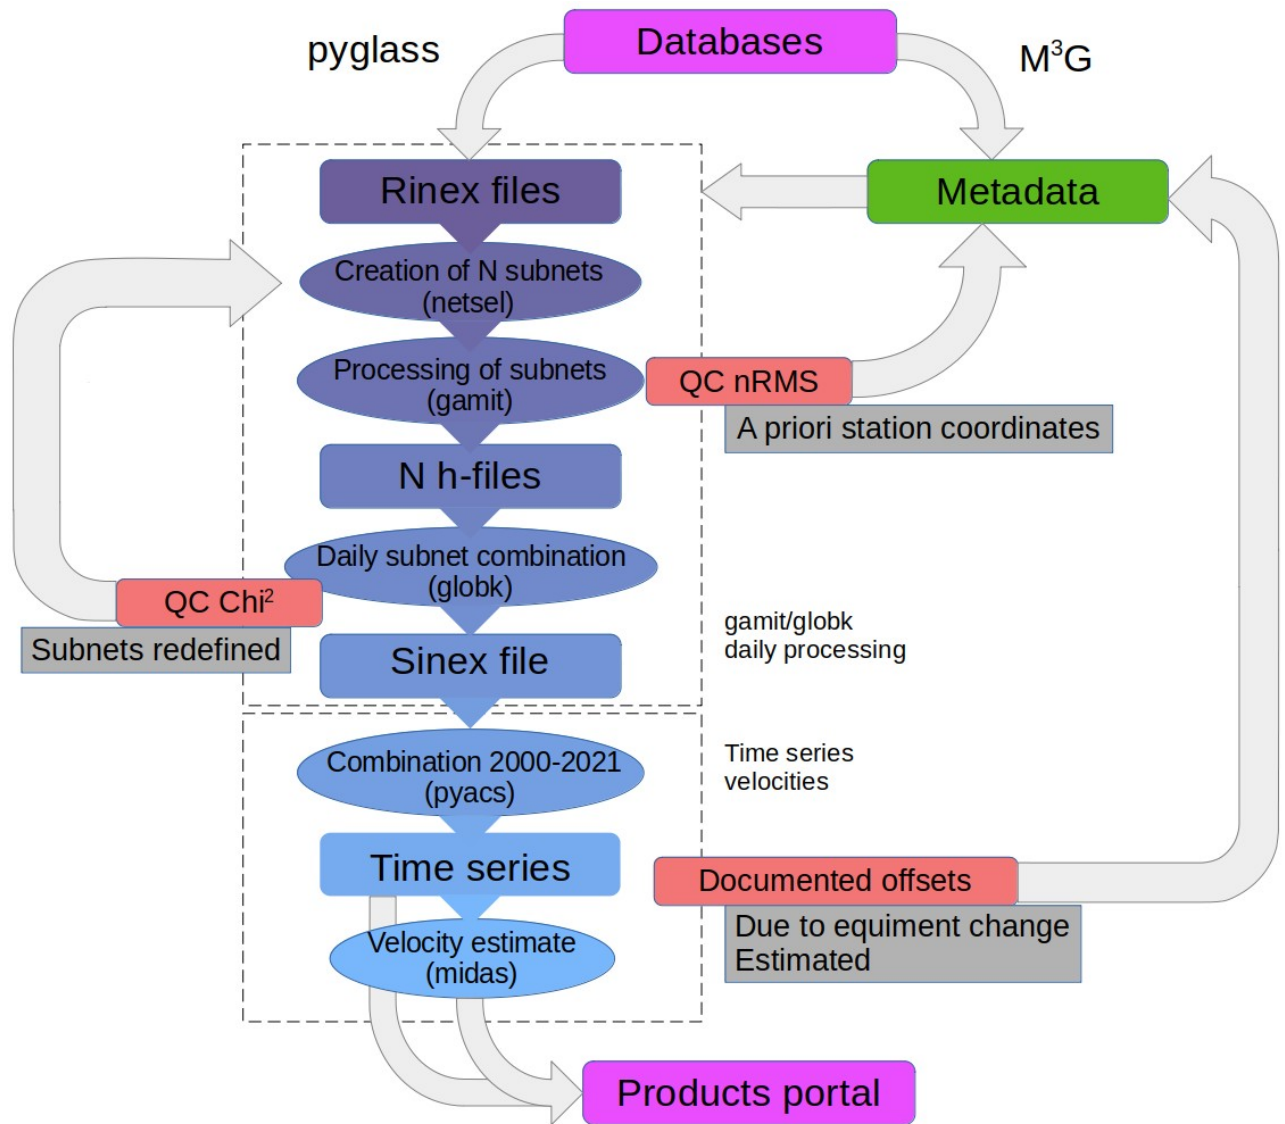 Databases
pyglass
M³G
Rinex files
Metadata
Creation of N subnets
(netsel)
Processing of subnets
(gamit)
QC nRMS
A priori station coordinates
N h-files
Daily subnet combination
(globk)
QC Chi²
Subnets redefined
gamit/globk
daily processing
Sinex file
Combination 2000-2021
(pyacs)
Time series
velocities
Time series
Documented offsets
Due to equiment change
Estimated
Velocity estimate
(midas)
Products portal